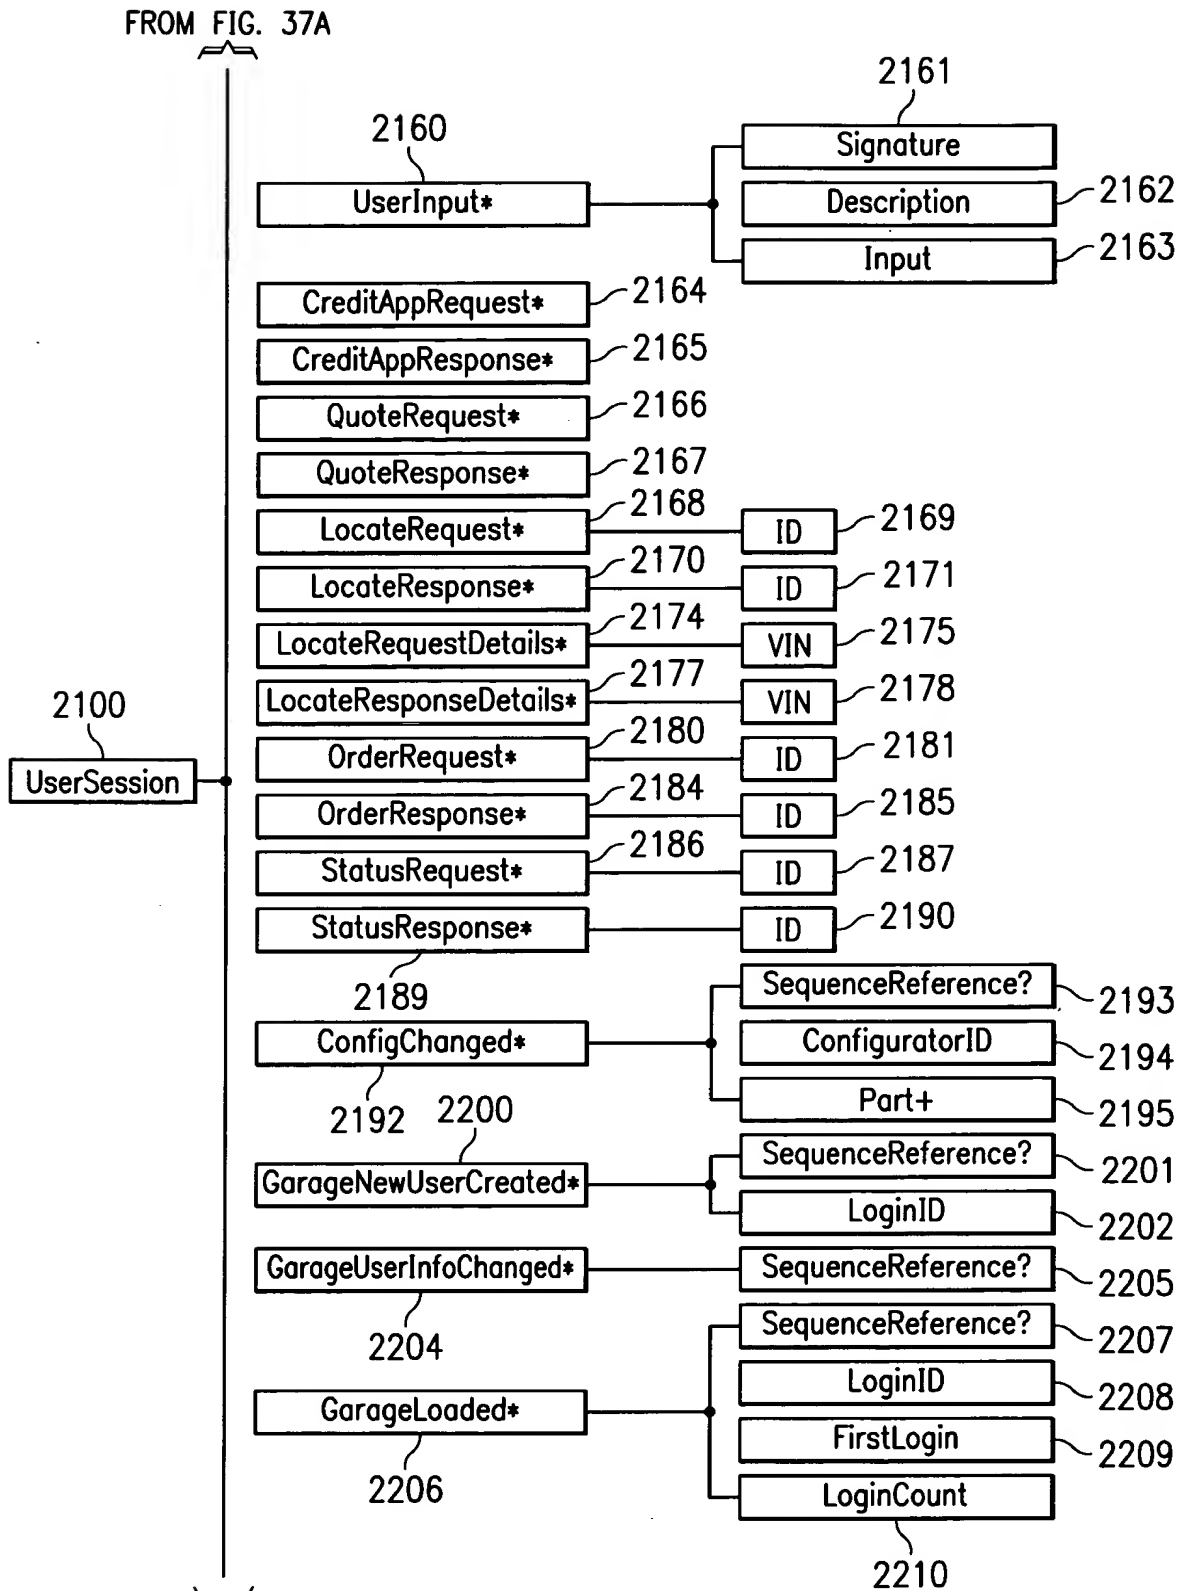 FROM FIG. 37A
2161
2160
Signature
UserInput*
Description
2162
Input
2163
CreditAppRequest*
2164
CreditAppResponse*
2165
QuoteRequest*
2166
QuoteResponse*
2167
LocateRequest*
2168
ID
2169
LocateResponse*
2170
ID
2171
LocateRequestDetails*
2174
VIN
2175
LocateResponseDetails*
2177
VIN
2178
2100
UserSession
OrderRequest*
2180
ID
2181
OrderResponse*
2184
ID
2185
StatusRequest*
2186
ID
2187
StatusResponse*
2189
ID
2190
ConfigChanged*
2192
SequenceReference?
2193
ConfiguratorID
2194
Part+
2195
2200
GarageNewUserCreated*
SequenceReference?
2201
LoginID
2202
GarageUserInfoChanged*
2204
SequenceReference?
2205
GarageLoaded*
2206
SequenceReference?
2207
LoginID
2208
FirstLogin
2209
LoginCount
2210